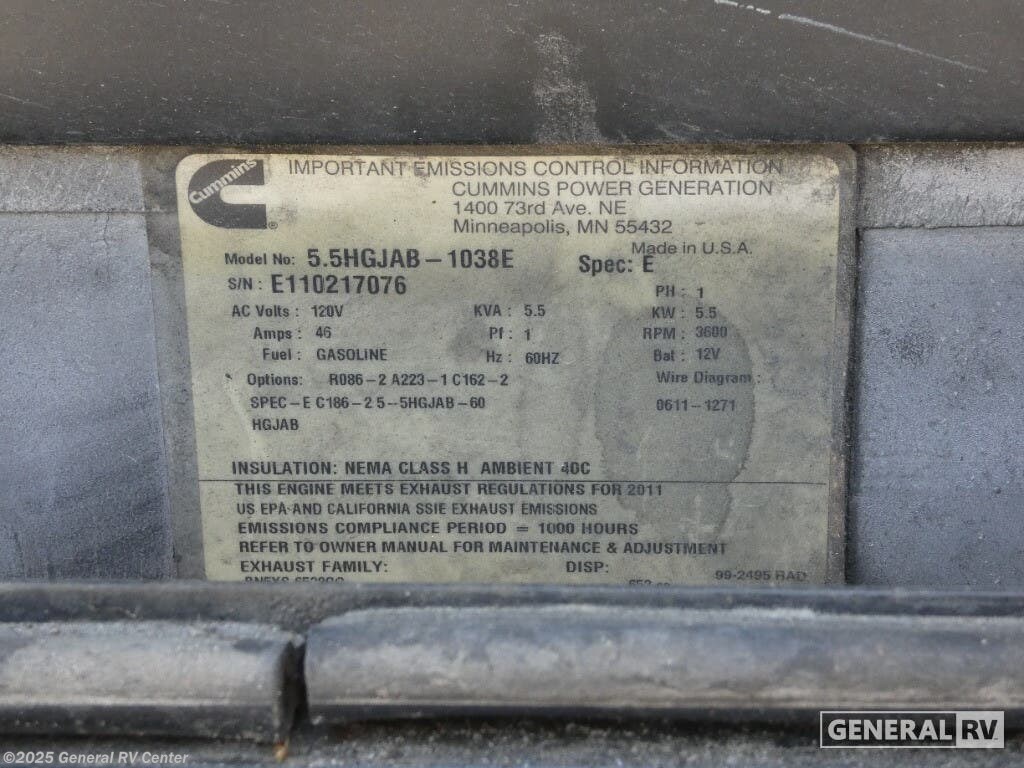 Cummins
®
IMPORTANT EMISSIONS CONTROL INFORMATION
CUMMINS POWER GENERATION
1400 73rd Ave. NE
Minneapolis, MN 55432
Made in U.S.A.
Model No: 5.5HGJAB-1038E Spec: E
S/N: E110217076 PH: 1
AC Volts: 120V KVA: 5.5 KW: 5.5
Amps: 46 Pf: 1 RPM: 3600
Fuel: GASOLINE Hz: 60HZ Bat: 12V
Options: R086-2 A223-1 C162-2 Wire Diagram:
SPEC-E C186-2 5-5HGJAB-60 0611-1271
HGJAB
INSULATION: NEMA CLASS H AMBIENT 40C
THIS ENGINE MEETS EXHAUST REGULATIONS FOR 2011
US EPA AND CALIFORNIA SSIE EXHAUST EMISSIONS
EMISSIONS COMPLIANCE PERIOD = 1000 HOURS
REFER TO OWNER MANUAL FOR MAINTENANCE & ADJUSTMENT
EXHAUST FAMILY: DISP:
99-2495 RAD
GENERAL RV
©2025 General RV Center